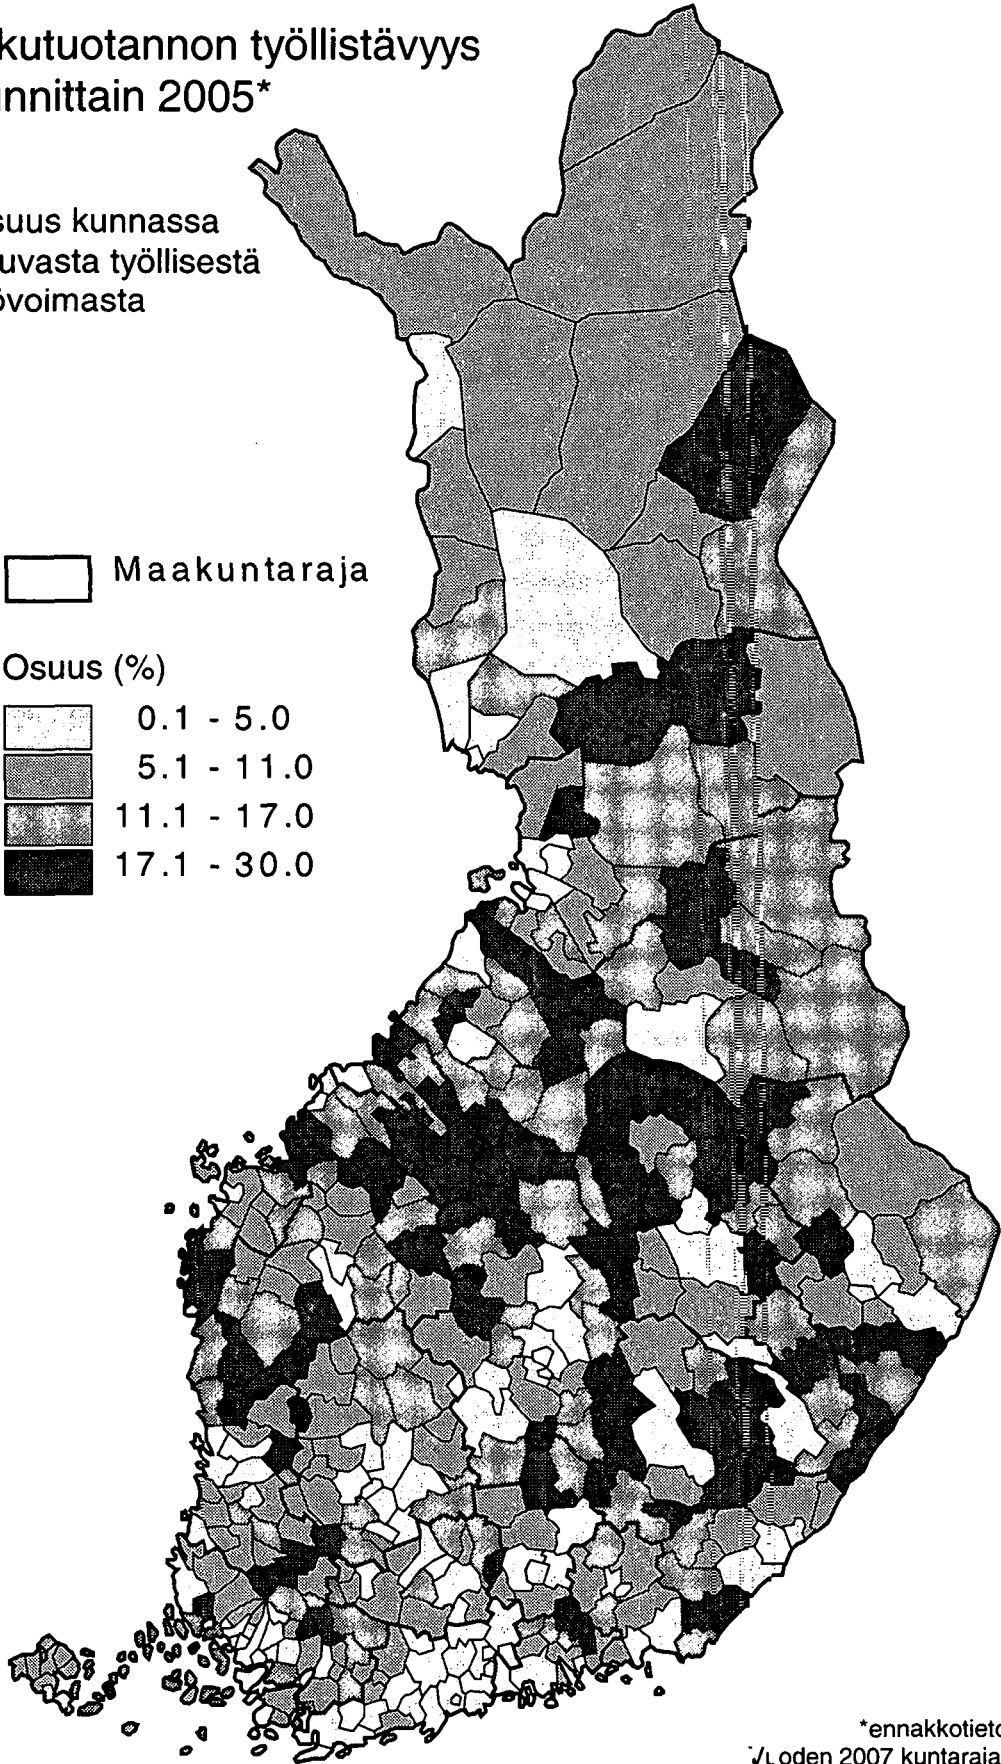 kutuotannon työllistävyys
nnittain 2005*
suus kunnassa
uvasta työllisestä
övoimasta
Maakuntaraja
Osuus (%)
0.1 - 5.0
5.1 - 11.0
11.1 - 17.0
17.1 - 30.0
*ennakkotieto
oden 2007 kuntaraja